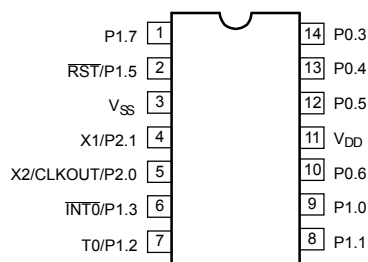 P1.7 1 14 P0.3
R̅S̅T̅/P1.5 2 13 P0.4
VSS 3 12 P0.5
X1/P2.1 4 11 VDD
X2/CLKOUT/P2.0 5 10 P0.6
I̅N̅T̅0̅/P1.3 6 9 P1.0
T0/P1.2 7 8 P1.1